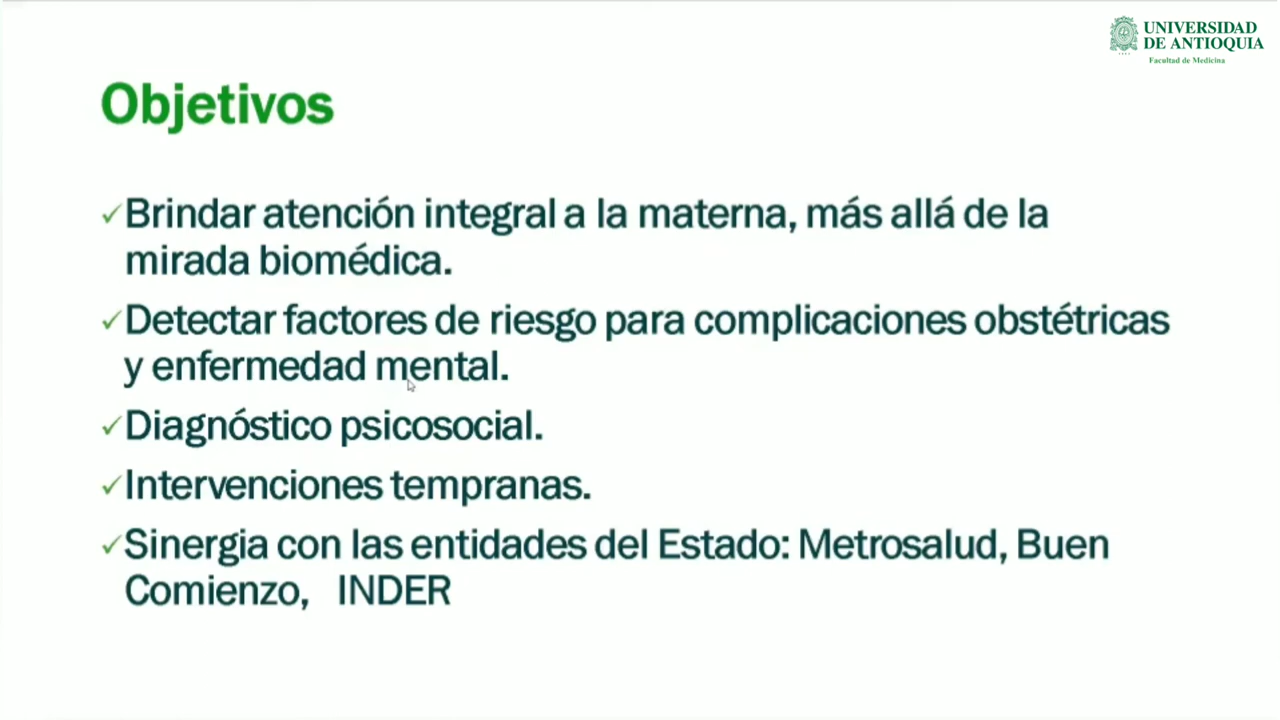 UNIVERSIDAD
DE ANTIOQUIA
Facultad de Medicina
Objetivos
✓Brindar atención integral a la materna, más allá de la
mirada biomédica.
✓Detectar factores de riesgo para complicaciones obstétricas
y enfermedad mental.
✓Diagnóstico psicosocial.
✓Intervenciones tempranas.
✓Sinergia con las entidades del Estado: Metrosalud, Buen
Comienzo, INDER